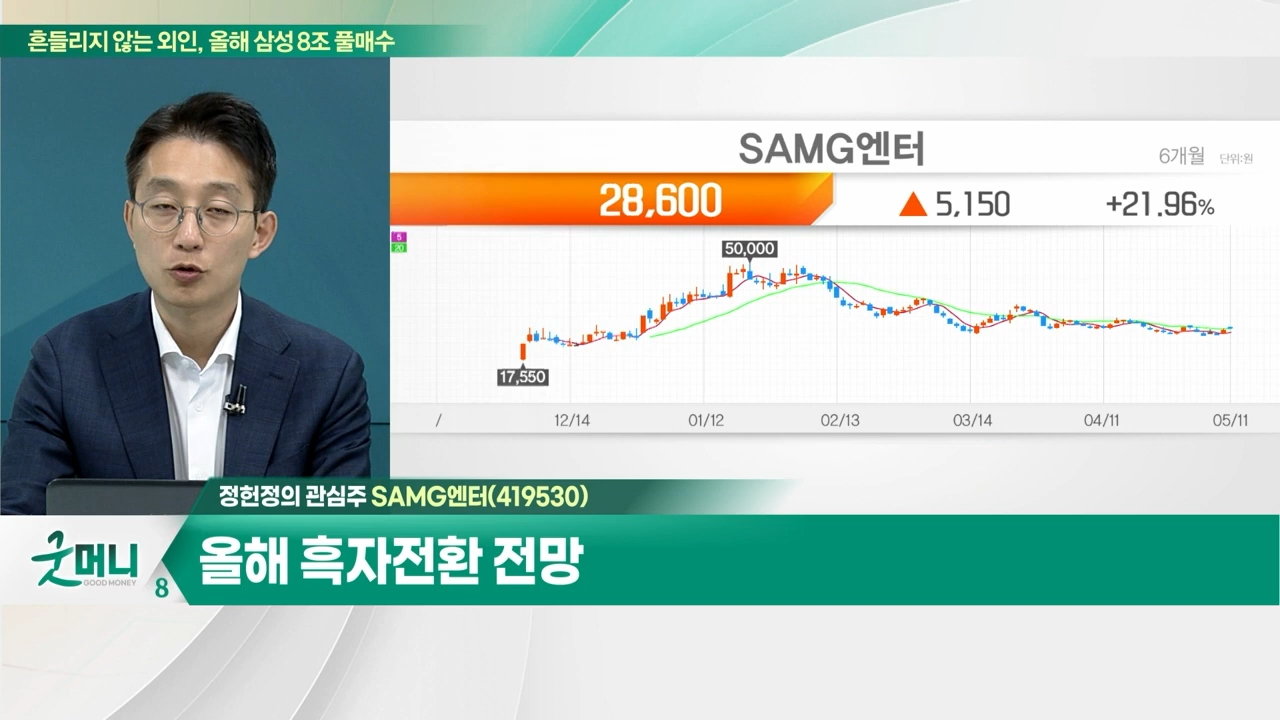 흔들리지 않는 외인, 올해 삼성 8조 풀매수
SAMG엔터
6개월 단위:원
28,600 ▲ 5,150 +21.96%
5
20
50,000
17,550
/ 12/14 01/12 02/13 03/14 04/11 05/11
정헌정의 관심주 SAMG엔터(419530)
굿머니
GOOD MONEY
8
올해 흑자전환 전망